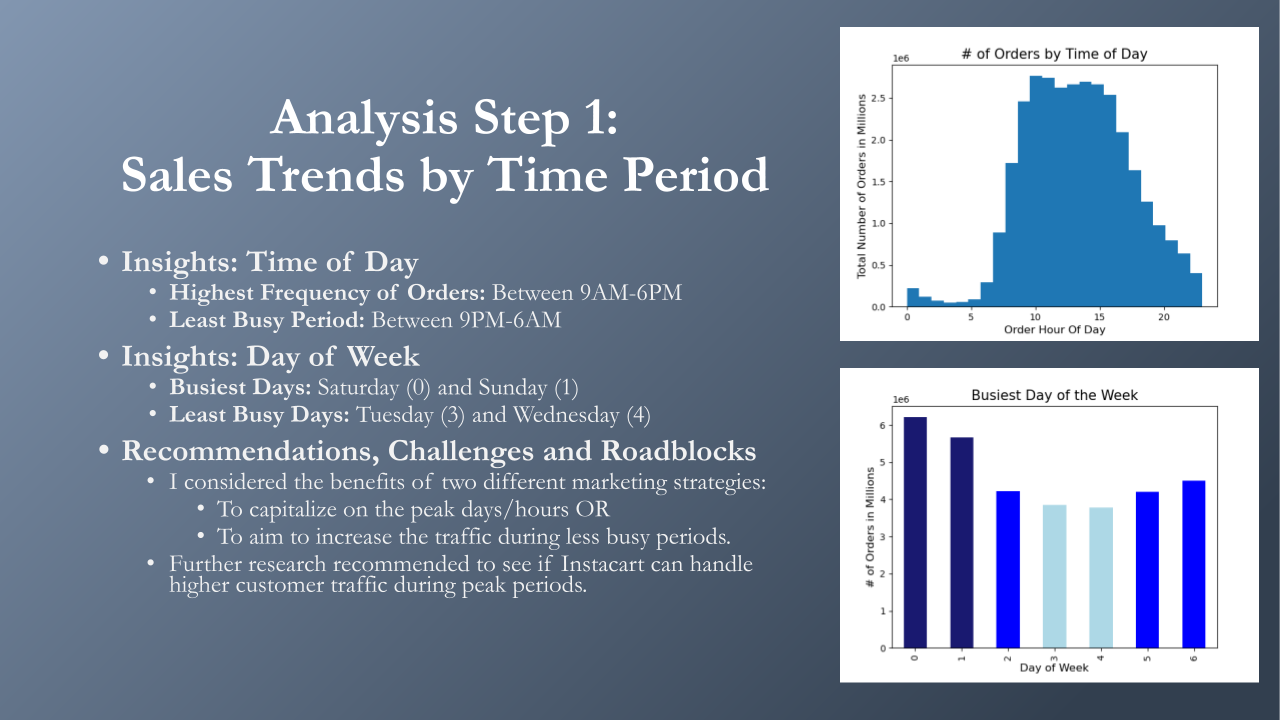 Analysis Step 1:
Sales Trends by Time Period
• Insights: Time of Day
• Highest Frequency of Orders: Between 9AM-6PM
• Least Busy Period: Between 9PM-6AM
• Insights: Day of Week
• Busiest Days: Saturday (0) and Sunday (1)
• Least Busy Days: Tuesday (3) and Wednesday (4)
• Recommendations, Challenges and Roadblocks
• I considered the benefits of two different marketing strategies:
• To capitalize on the peak days/hours OR
• To aim to increase the traffic during less busy periods.
• Further research recommended to see if Instacart can handle
higher customer traffic during peak periods.
# of Orders by Time of Day
1e6
Total Number of Orders in Millions
2.5
2.0
1.5
1.0
0.5
0.0
0 5 10 15 20
Order Hour Of Day
Busiest Day of the Week
1e6
# of Orders in Millions
6
5
4
3
2
1
0
0 1 2 3 4 5 6
Day of Week